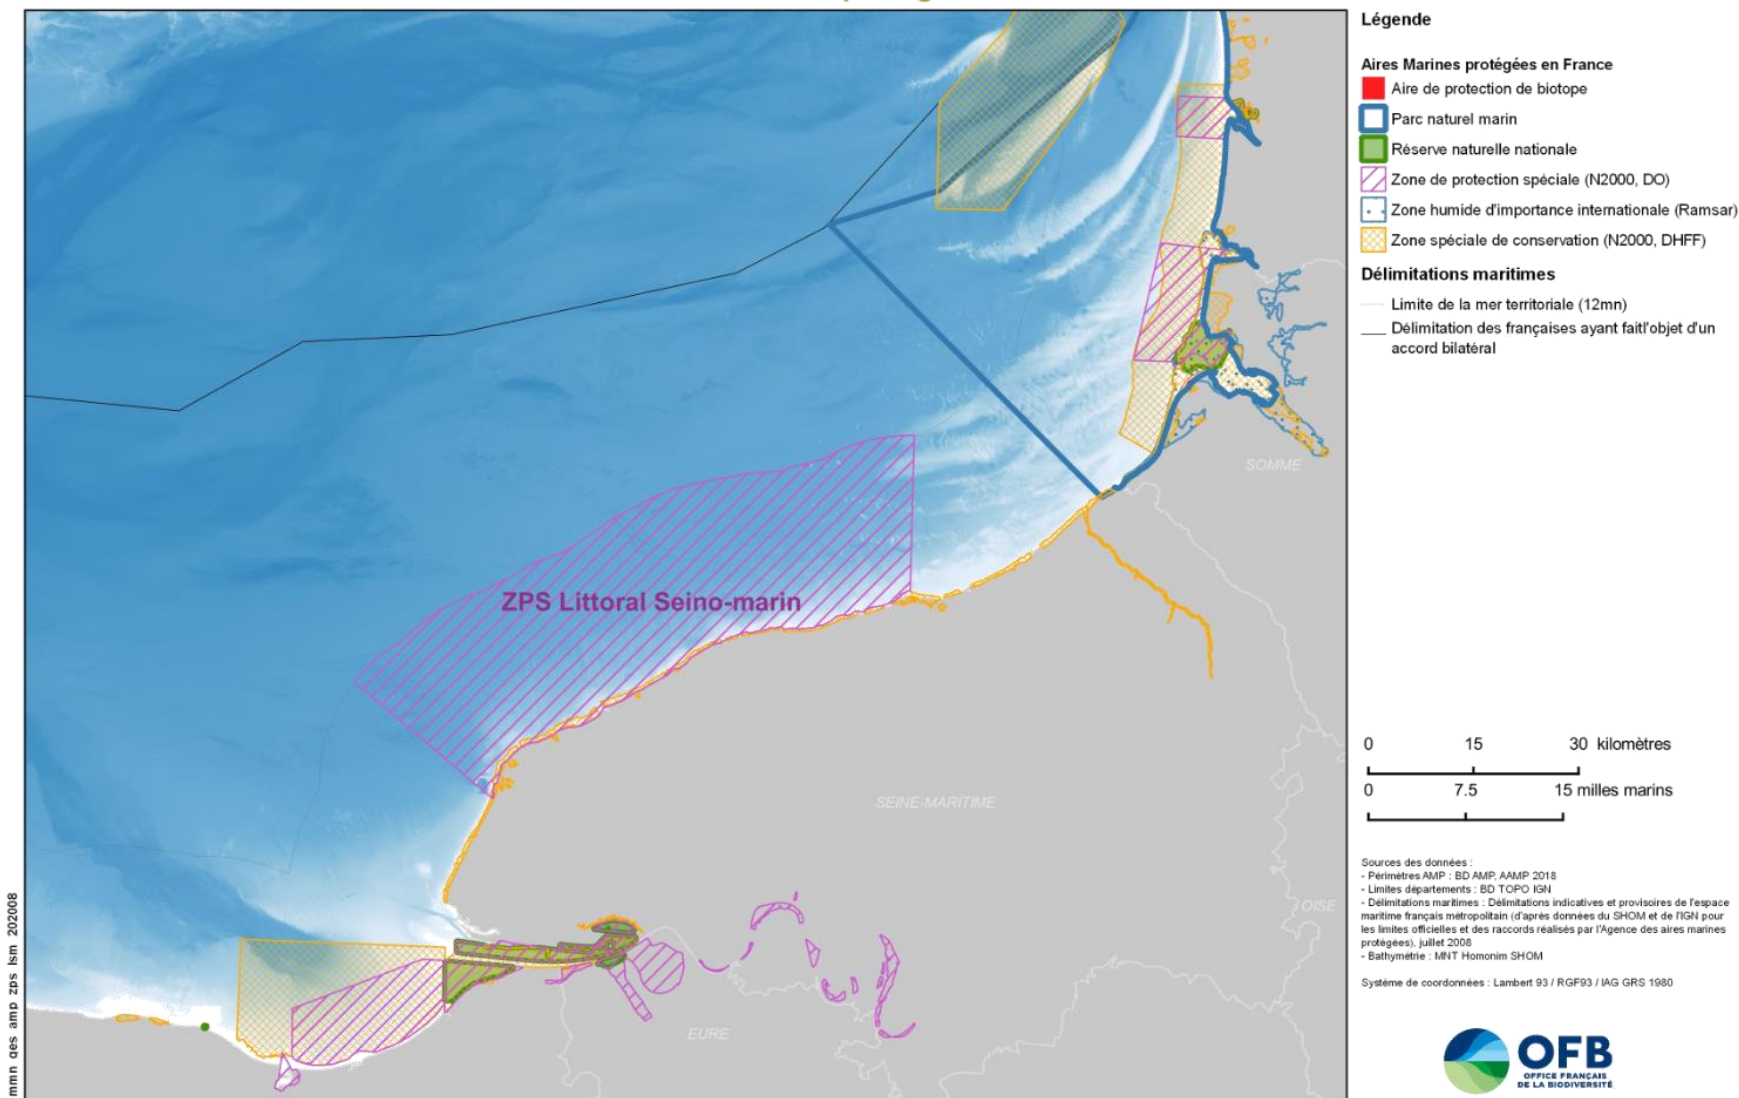 Légende
Aires Marines protégées en France
Aire de protection de biotope
Parc naturel marin
Réserve naturelle nationale
Zone de protection spéciale (N2000, DO)
Zone humide d'importance internationale (Ramsar)
Zone spéciale de conservation (N2000, DHFF)
Délimitations maritimes
Limite de la mer territoriale (12mn)
Délimitation des françaises ayant faitl'objet d'un
accord bilatéral
SOMME
ZPS Littoral Seino-marin
SEINE-MARITIME
OISE
EURE
0 15 30 kilomètres
0 7.5 15 milles marins
Sources des données :
- Périmètres AMP : BD AMP, AAMP 2018
- Limites départements : BD TOPO IGN
- Délimitations maritimes : Délimitations indicatives et provisoires de l'espace
maritime français métropolitain (d'après données du SHOM et de l'IGN pour
les limites officielles et des raccords réalisés par l'Agence des aires marines
protégées), juillet 2008
- Bathymétrie : MNT Homonim SHOM
Système de coordonnées : Lambert 93 / RGF93 / IAG GRS 1980
OFB
OFFICE FRANÇAIS
DE LA BIODIVERSITÉ
mmn_ges_amp_zps_lsm_202008